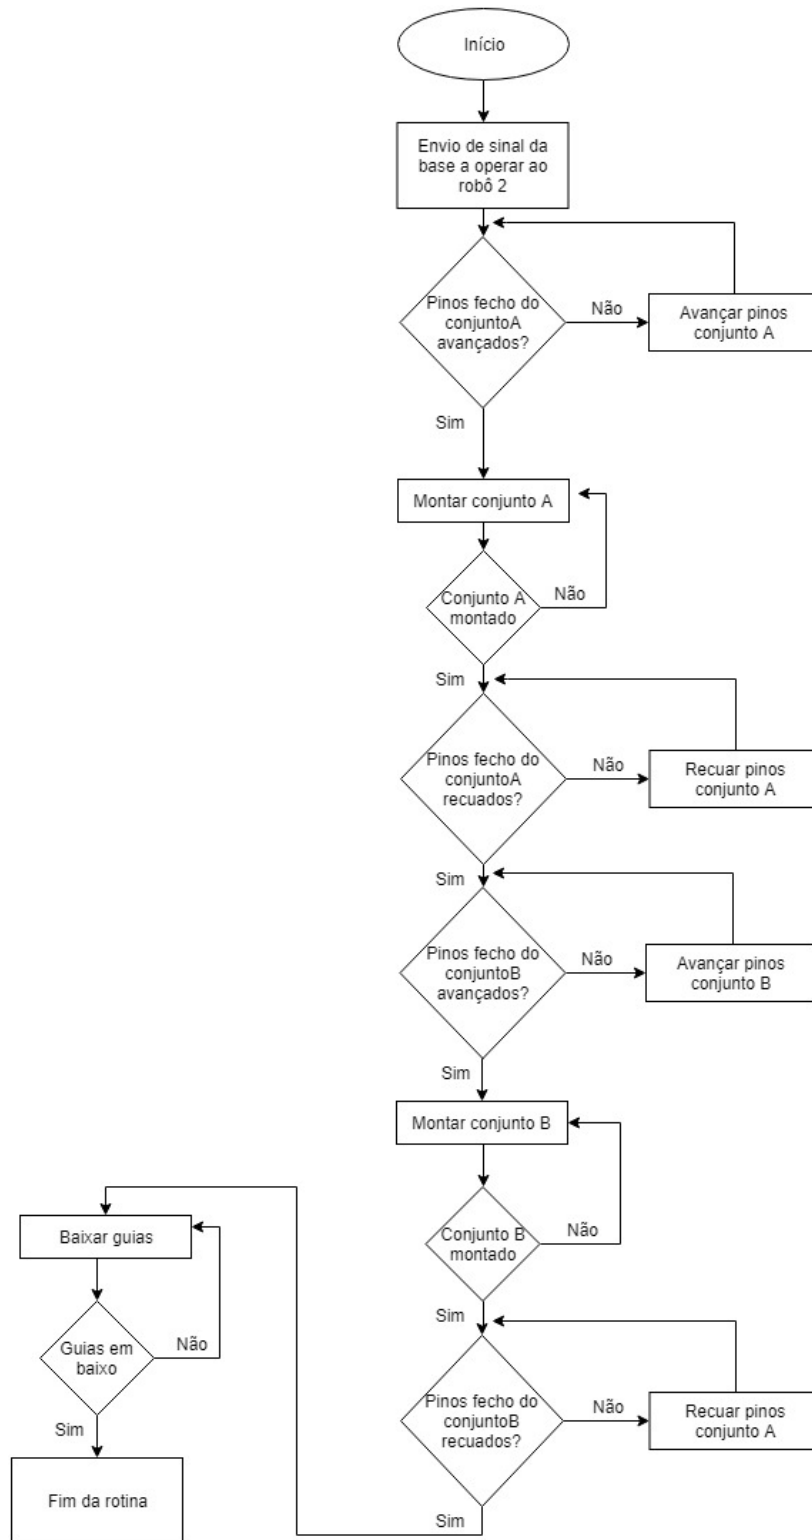 Início
Envio de sinal da
base a operar ao
robô 2
Pinos fecho do
conjuntoA
avançados?
Não
Avançar pinos
conjunto A
Sim
Montar conjunto A
Conjunto A
montado
Não
Sim
Pinos fecho do
conjuntoA
recuados?
Não
Recuar pinos
conjunto A
Sim
Pinos fecho do
conjuntoB
avançados?
Não
Avançar pinos
conjunto B
Sim
Montar conjunto B
Conjunto B
montado
Não
Sim
Pinos fecho do
conjuntoB
recuados?
Não
Recuar pinos
conjunto A
Sim
Baixar guias
Guias em
baixo
Não
Sim
Fim da rotina